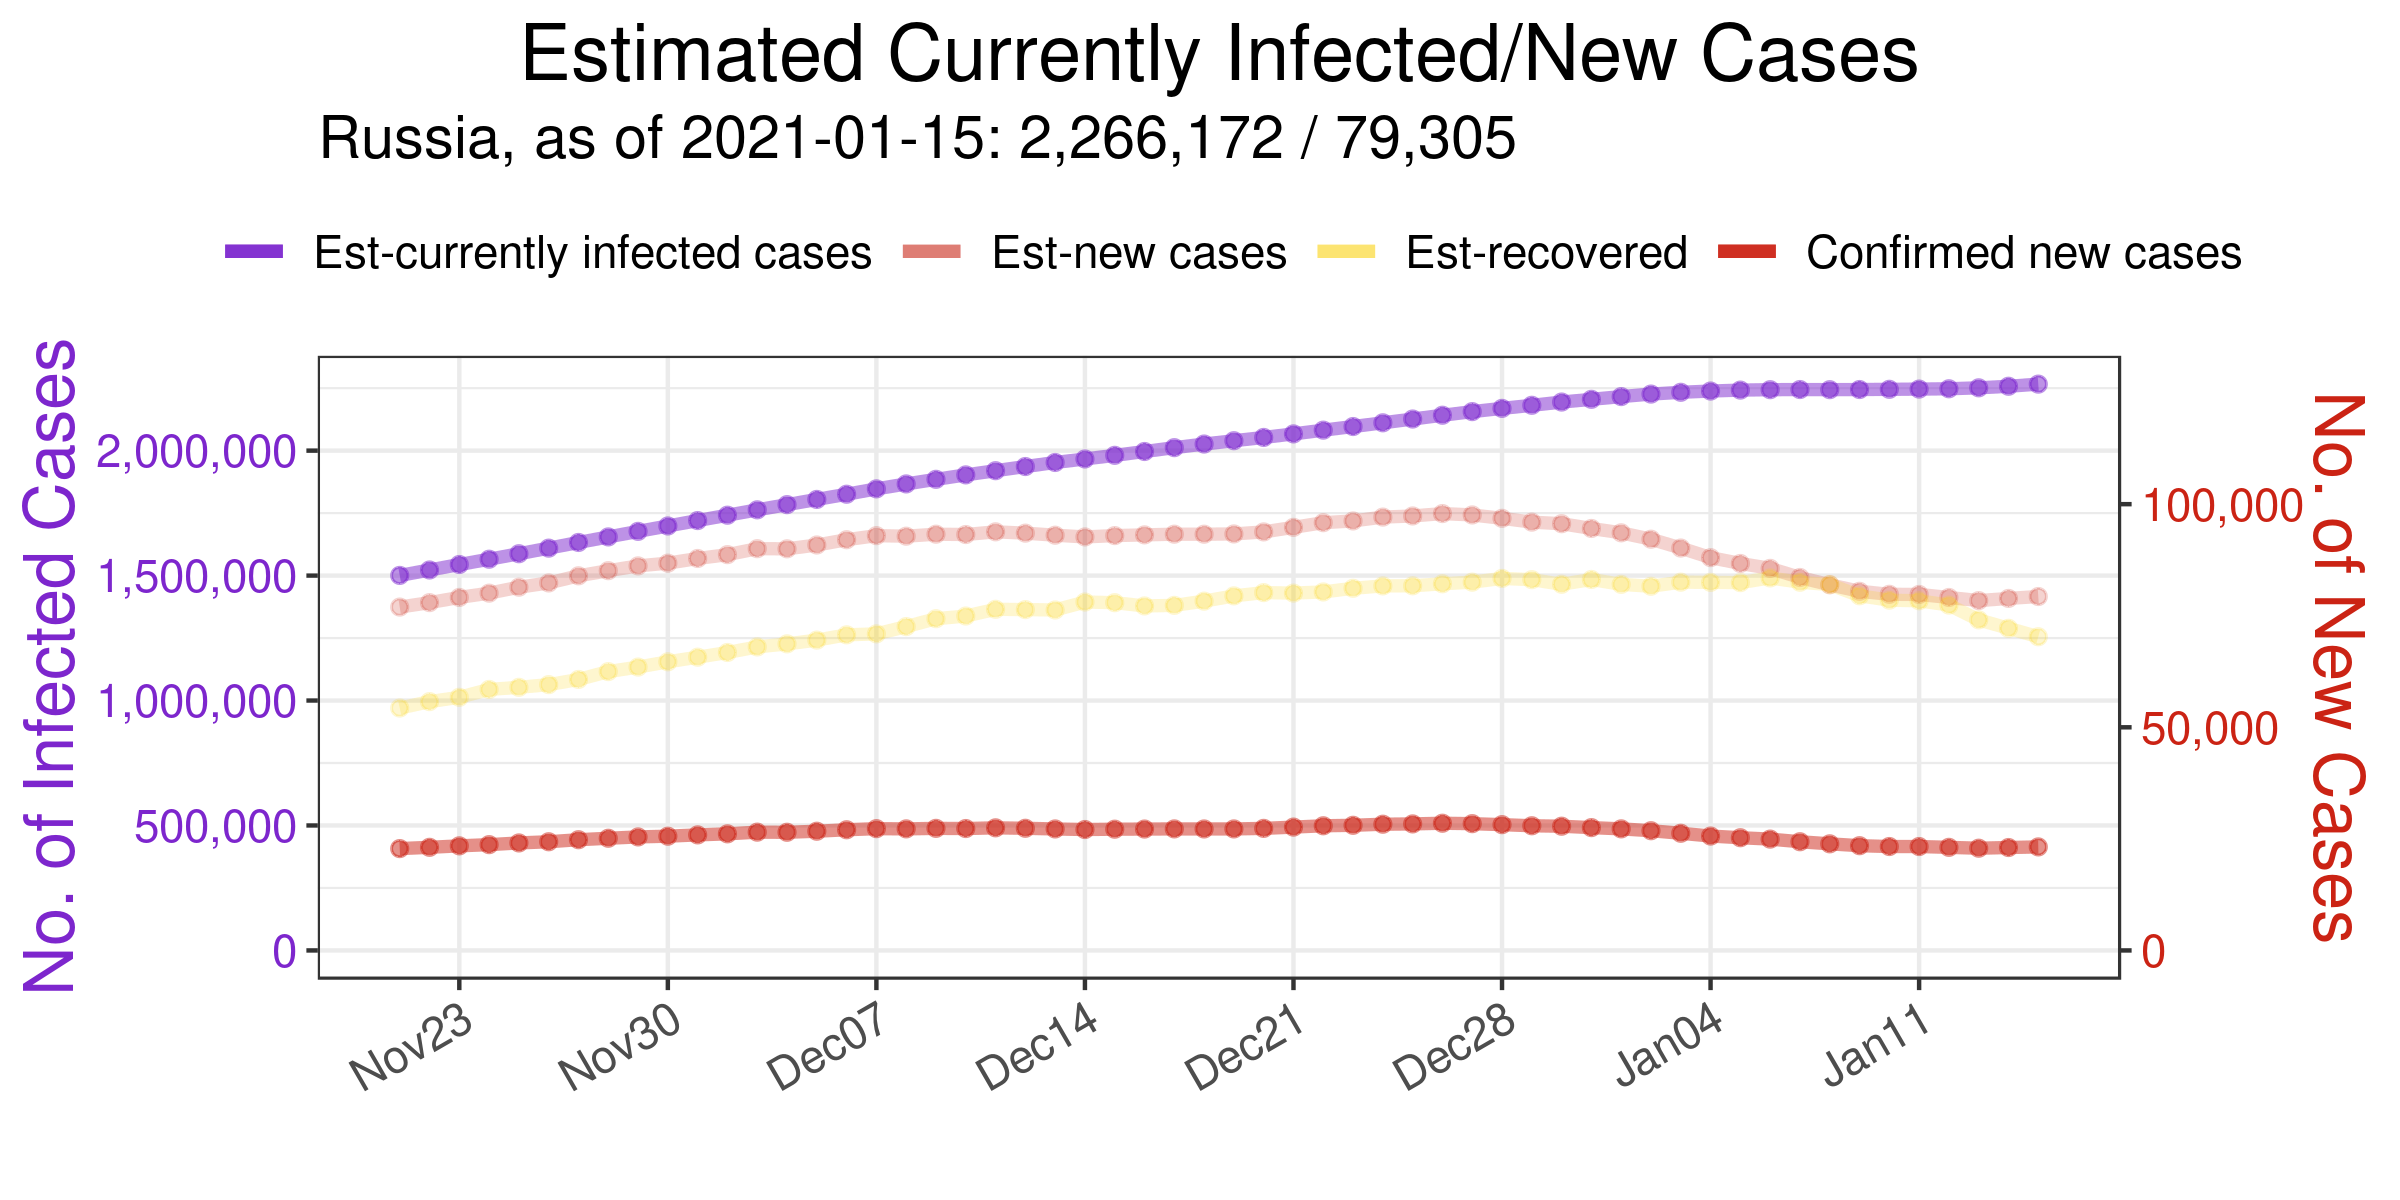 Estimated Currently Infected/New Cases
Russia, as of 2021-01-15: 2,266,172 / 79,305
Est-currently infected cases Est-new cases Est-recovered Confirmed new cases
No. of Infected Cases
2,000,000
1,500,000
1,000,000
500,000
0
100,000
50,000
0
No. of New Cases
Nov23 Nov30 Dec07 Dec14 Dec21 Dec28 Jan04 Jan11